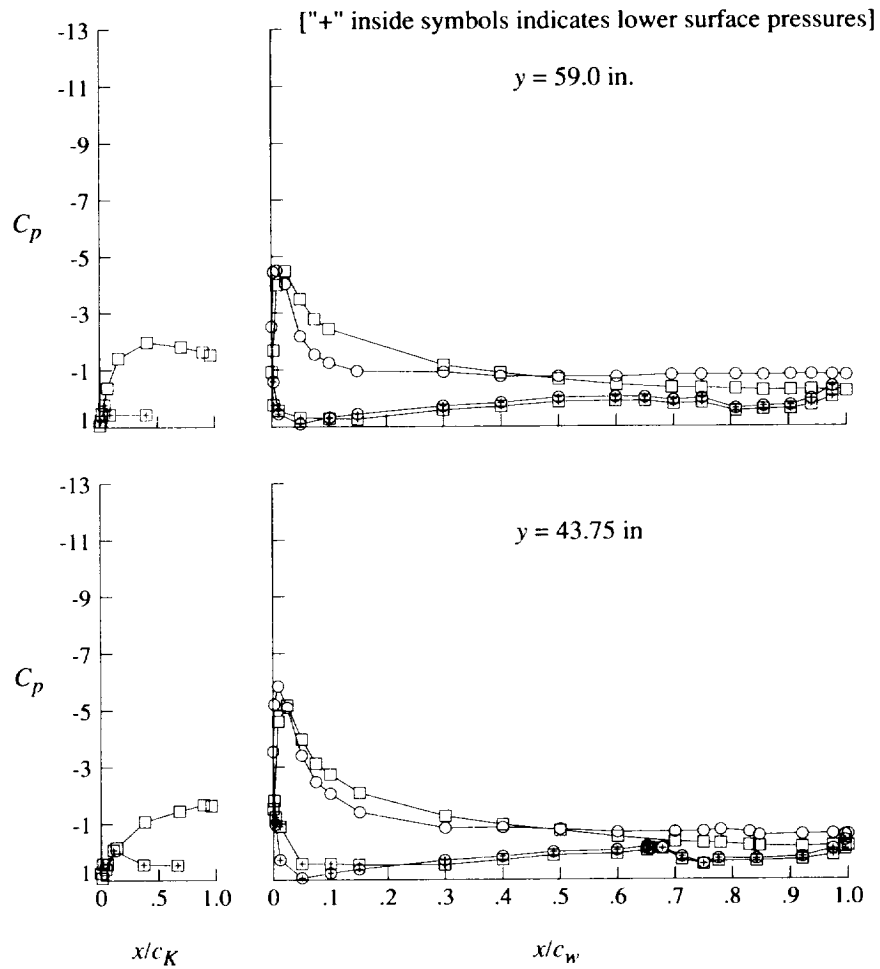 ["+" inside symbols indicates lower surface pressures]
-13
-11
-9
-7
-5
-3
-1
1
C_p
y = 59.0 in.
-13
-11
-9
-7
-5
-3
-1
1
C_p
y = 43.75 in
0 .5 1.0
x/c_K
0 .1 .2 .3 .4 .5 .6 .7 .8 .9 1.0
x/c_w